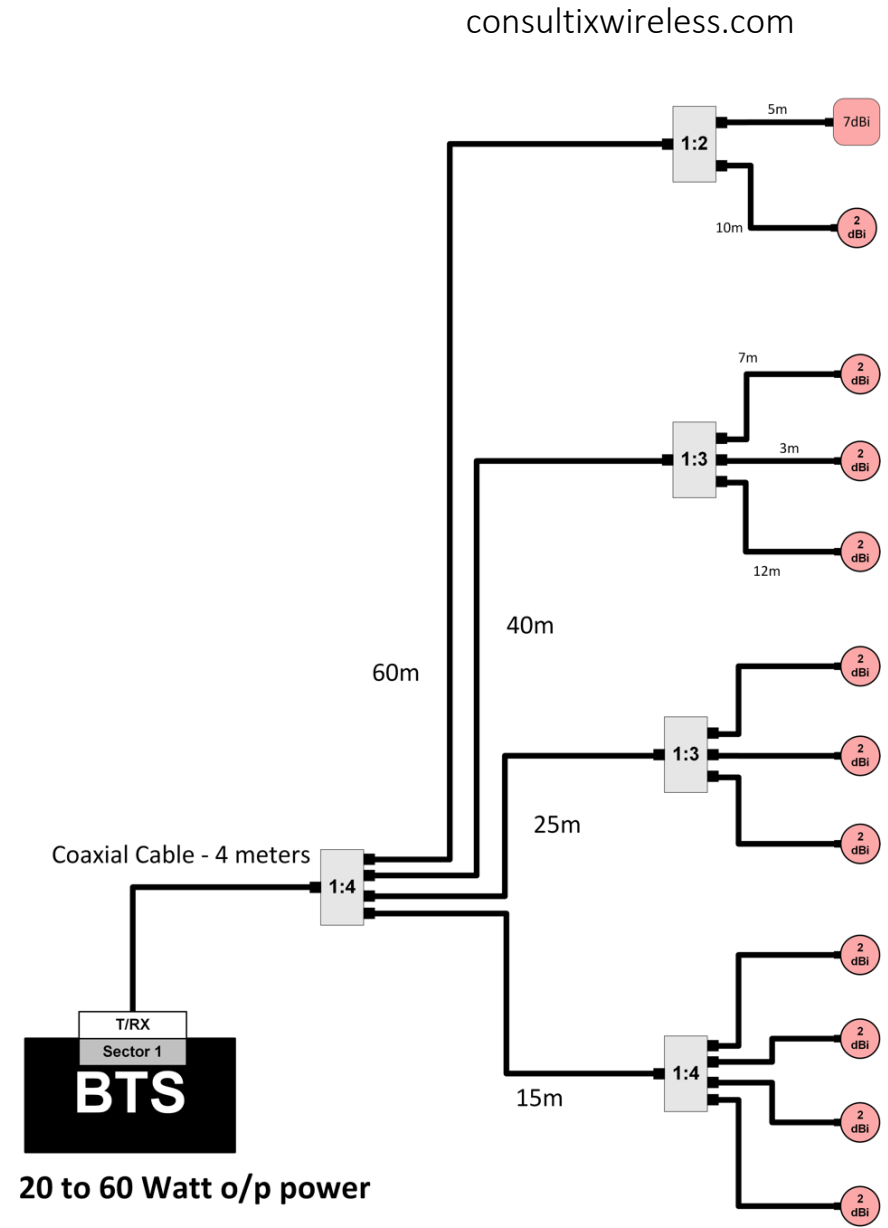 consultixwireless.com
5m
7dBi
1:2
10m
2
dBi
7m
2
dBi
1:3
3m
2
dBi
12m
2
dBi
40m
60m
2
dBi
1:3
2
dBi
25m
2
dBi
Coaxial Cable - 4 meters
1:4
2
dBi
T/RX
Sector 1
BTS
2
dBi
1:4
15m
2
dBi
2
dBi
20 to 60 Watt o/p power